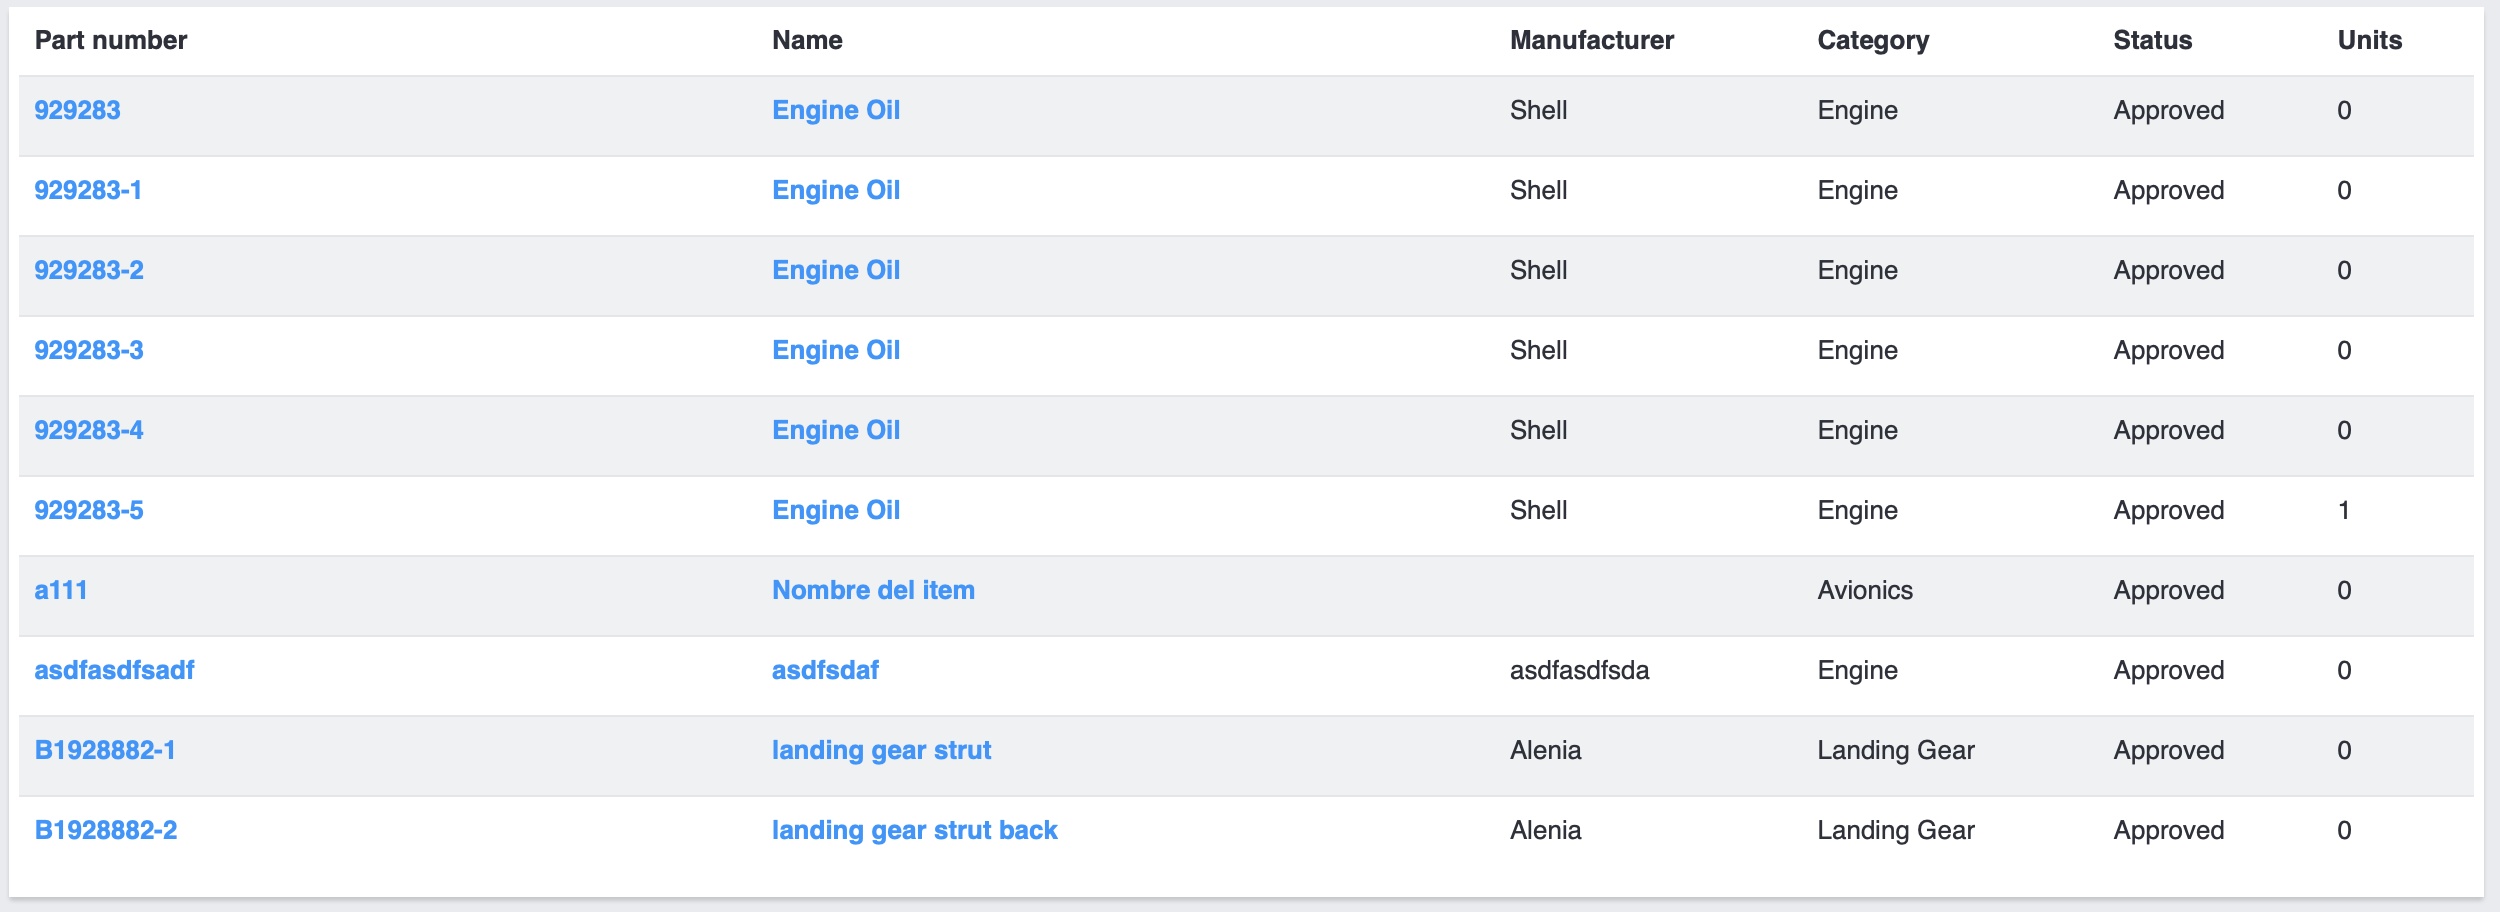 Part number Name Manufacturer Category Status Units
929283 Engine Oil Shell Engine Approved 0
929283-1 Engine Oil Shell Engine Approved 0
929283-2 Engine Oil Shell Engine Approved 0
929283-3 Engine Oil Shell Engine Approved 0
929283-4 Engine Oil Shell Engine Approved 0
929283-5 Engine Oil Shell Engine Approved 1
a111 Nombre del item Avionics Approved 0
asdfasdfsadf asdfsdaf asdfasdfsda Engine Approved 0
B1928882-1 landing gear strut Alenia Landing Gear Approved 0
B1928882-2 landing gear strut back Alenia Landing Gear Approved 0